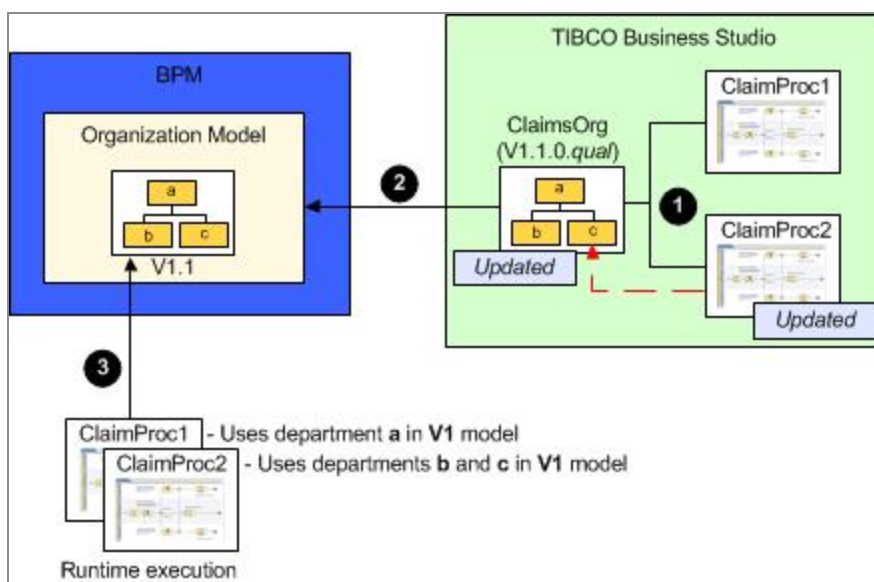 TIBCO Business Studio
BPM
ClaimProc1
Organization Model
ClaimsOrg
(V1.1.0.qual)
a
b
c
V1.1
2
a
b
c
Updated
1
ClaimProc2
Updated
3
ClaimProc1
- Uses department a in V1 model
ClaimProc2
- Uses departments b and c in V1 model
Runtime execution